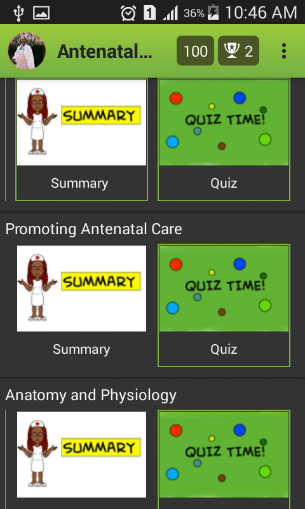 1 36% 10:46 AM
Antenatal... 100 2
SUMMARY QUIZ TIME!
Summary Quiz
Promoting Antenatal Care
SUMMARY QUIZ TIME!
Summary Quiz
Anatomy and Physiology
SUMMARY QUIZ TIME!